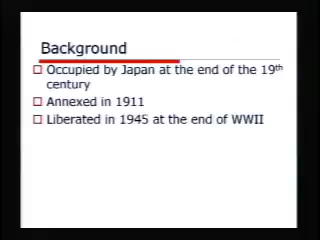 Background
Occupied by Japan at the end of the 19th
century
Annexed in 1911
Liberated in 1945 at the end of WWII